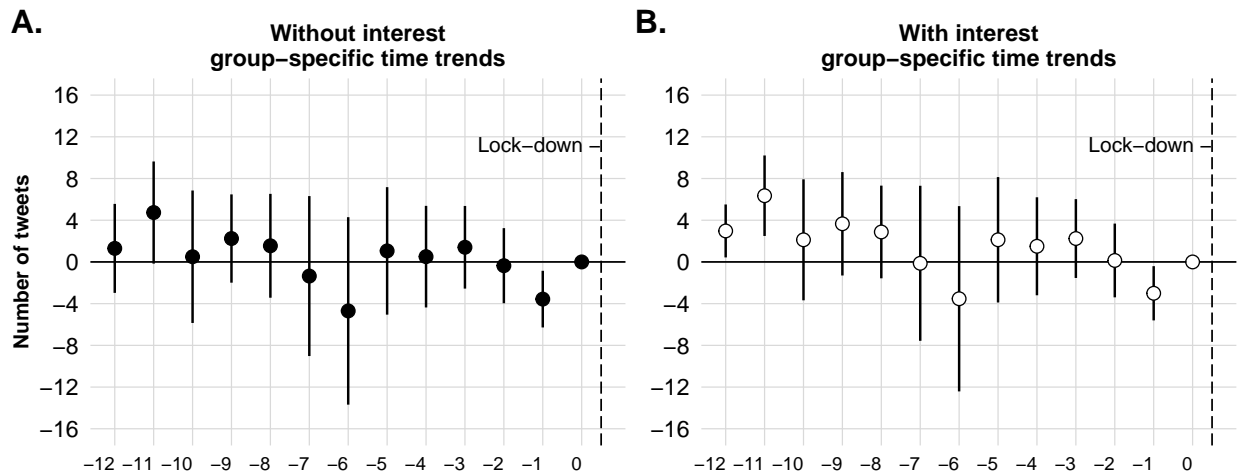 A.
Without interest
group−specific time trends
Number of tweets
16
12
8
4
0
−4
−8
−12
−16
Lock−down
−12 −11 −10 −9 −8 −7 −6 −5 −4 −3 −2 −1 0
B.
With interest
group−specific time trends
16
12
8
4
0
−4
−8
−12
−16
Lock−down
−12 −11 −10 −9 −8 −7 −6 −5 −4 −3 −2 −1 0